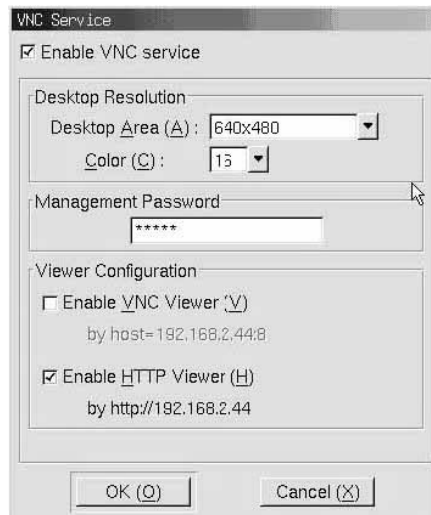 VNC Service
Enable VNC service
Desktop Resolution
Desktop Area (A) : 640x480
Color (C) : 16
Management Password
*****
Viewer Configuration
Enable VNC Viewer (V)
by host=192.168.2.44:8
Enable HTTP Viewer (H)
by http://192.168.2.44
OK (O) Cancel (X)